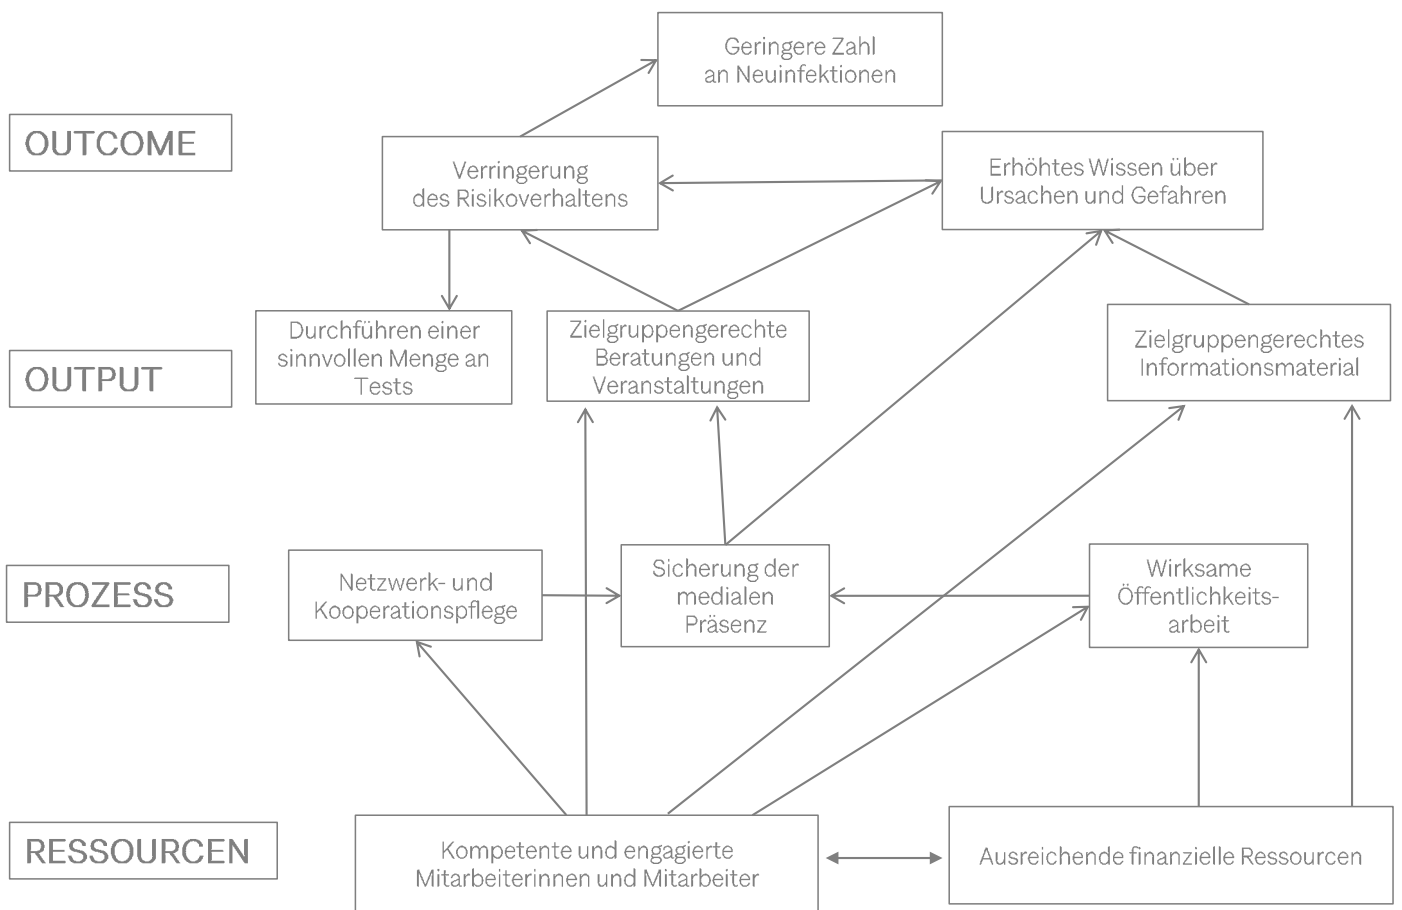 Geringere Zahl
an Neuinfektionen
OUTCOME
Verringerung
des Risikoverhaltens
Erhöhtes Wissen über
Ursachen und Gefahren
OUTPUT
Durchführen einer
sinnvollen Menge an
Tests
Zielgruppengerechte
Beratungen und
Veranstaltungen
Zielgruppengerechtes
Informationsmaterial
PROZESS
Netzwerk- und
Kooperationspflege
Sicherung der
medialen
Präsenz
Wirksame
Öffentlichkeits-
arbeit
RESSOURCEN
Kompetente und engagierte
Mitarbeiterinnen und Mitarbeiter
Ausreichende finanzielle Ressourcen